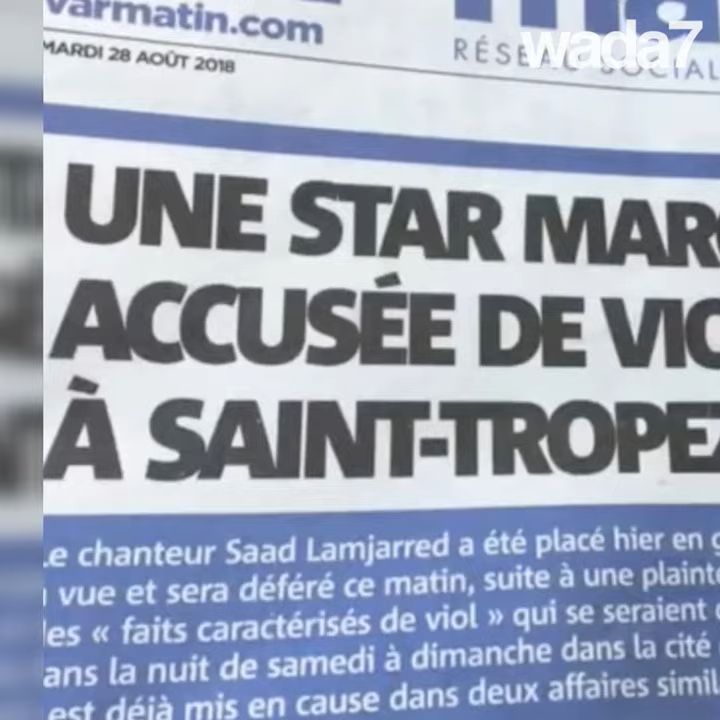 varmatin.com
MARDI 28 AOÛT 2018
RÉSEAU SOCIAL
wada7
UNE STAR MAR
ACCUSÉE DE VIO
À SAINT-TROPEZ
Le chanteur Saad Lamjarred a été placé hier en g
à vue et sera déféré ce matin, suite à une plainte
les « faits caractérisés de viol » qui se seraient
ans la nuit de samedi à dimanche dans la cité
est déjà mis en cause dans deux affaires simil